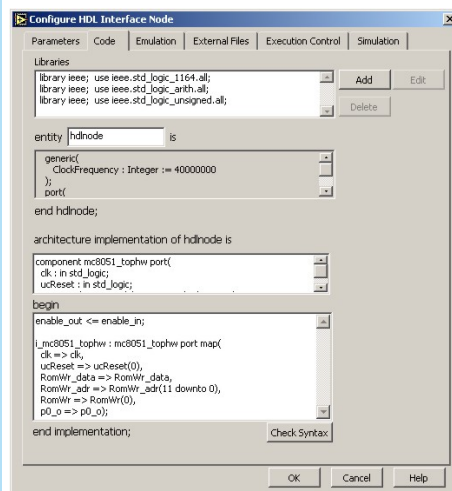 Configure HDL Interface Node
Parameters Code Emulation External Files Execution Control Simulation
Libraries
library ieee; use ieee.std_logic_1164.all;
library ieee; use ieee.std_logic_arith.all;
library ieee; use ieee.std_logic_unsigned.all;
Add Edit
Delete
entity hdlnode is
generic(
ClockFrequency : Integer := 40000000
);
port(
end hdlnode;
architecture implementation of hdlnode is
component mc8051_tophw port(
clk : in std_logic;
ucReset : in std_logic;
begin
enable_out <= enable_in;
i_mc8051_tophw : mc8051_tophw port map(
clk => clk,
ucReset => ucReset(0),
RomWr_data => RomWr_data,
RomWr_adr => RomWr_adr(11 downto 0),
RomWr => RomWr(0),
p0_o => p0_o);
end implementation;
Check Syntax
OK Cancel Help